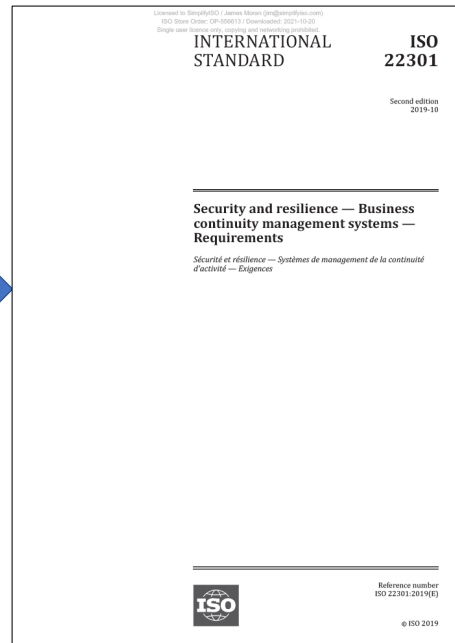 Licensed to SimplifyISO / James Moran (jim@simplifyiso.com)
ISO Store Order: OP-556613 / Downloaded: 2021-10-20
Single user licence only, copying and networking prohibited.
INTERNATIONAL
STANDARD
ISO
22301
Second edition
2019-10
Security and resilience — Business
continuity management systems —
Requirements
Sécurité et résilience — Systèmes de management de la continuité
d'activité — Exigences
ISO
Reference number
ISO 22301:2019(E)
© ISO 2019